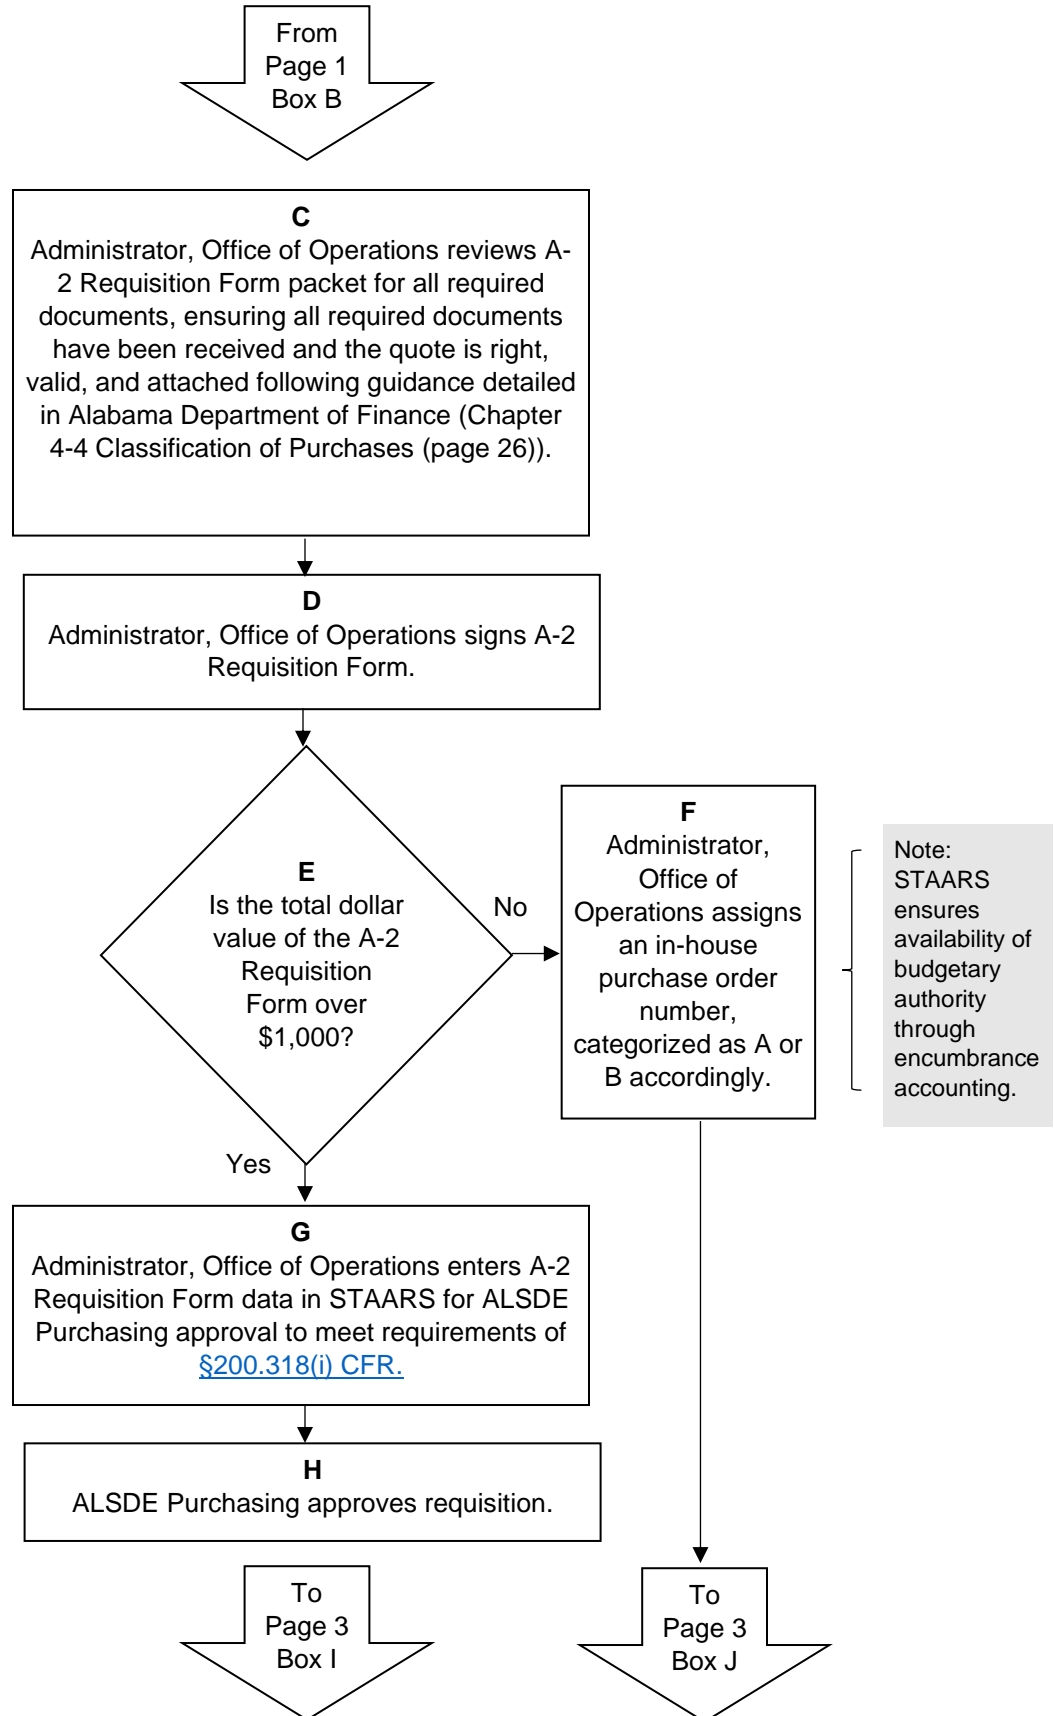 From
Page 1
Box B
C
Administrator, Office of Operations reviews A-
2 Requisition Form packet for all required
documents, ensuring all required documents
have been received and the quote is right,
valid, and attached following guidance detailed
in Alabama Department of Finance (Chapter
4-4 Classification of Purchases (page 26)).
D
Administrator, Office of Operations signs A-2
Requisition Form.
E
Is the total dollar
value of the A-2
Requisition
Form over
$1,000?
No
F
Administrator,
Office of
Operations assigns
an in-house
purchase order
number,
categorized as A or
B accordingly.
Note:
STAARS
ensures
availability of
budgetary
authority
through
encumbrance
accounting.
Yes
G
Administrator, Office of Operations enters A-2
Requisition Form data in STAARS for ALSDE
Purchasing approval to meet requirements of
§200.318(i) CFR.
H
ALSDE Purchasing approves requisition.
To
Page 3
Box I
To
Page 3
Box J